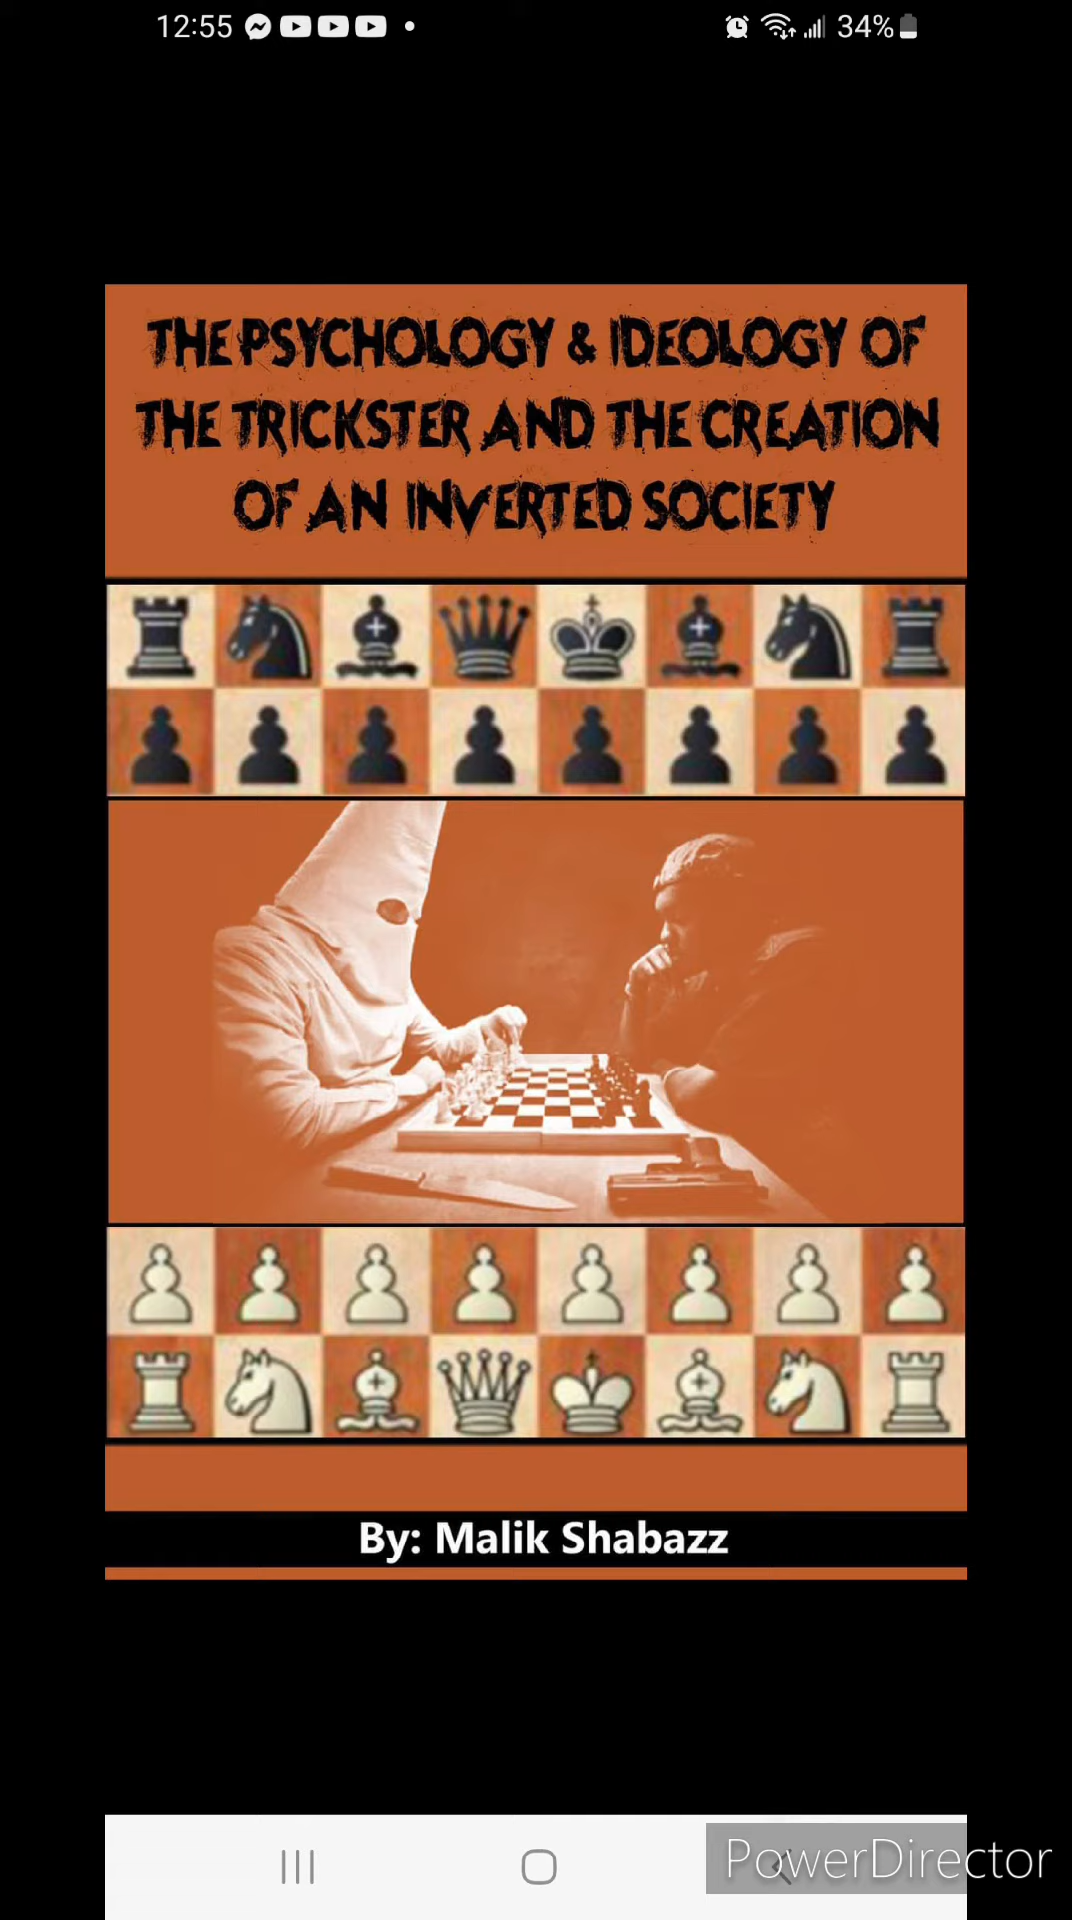 12:55
34%
THE PSYCHOLOGY & IDEOLOGY OF
THE TRICKSTER AND THE CREATION
OF AN INVERTED SOCIETY
By: Malik Shabazz
PowerDirector